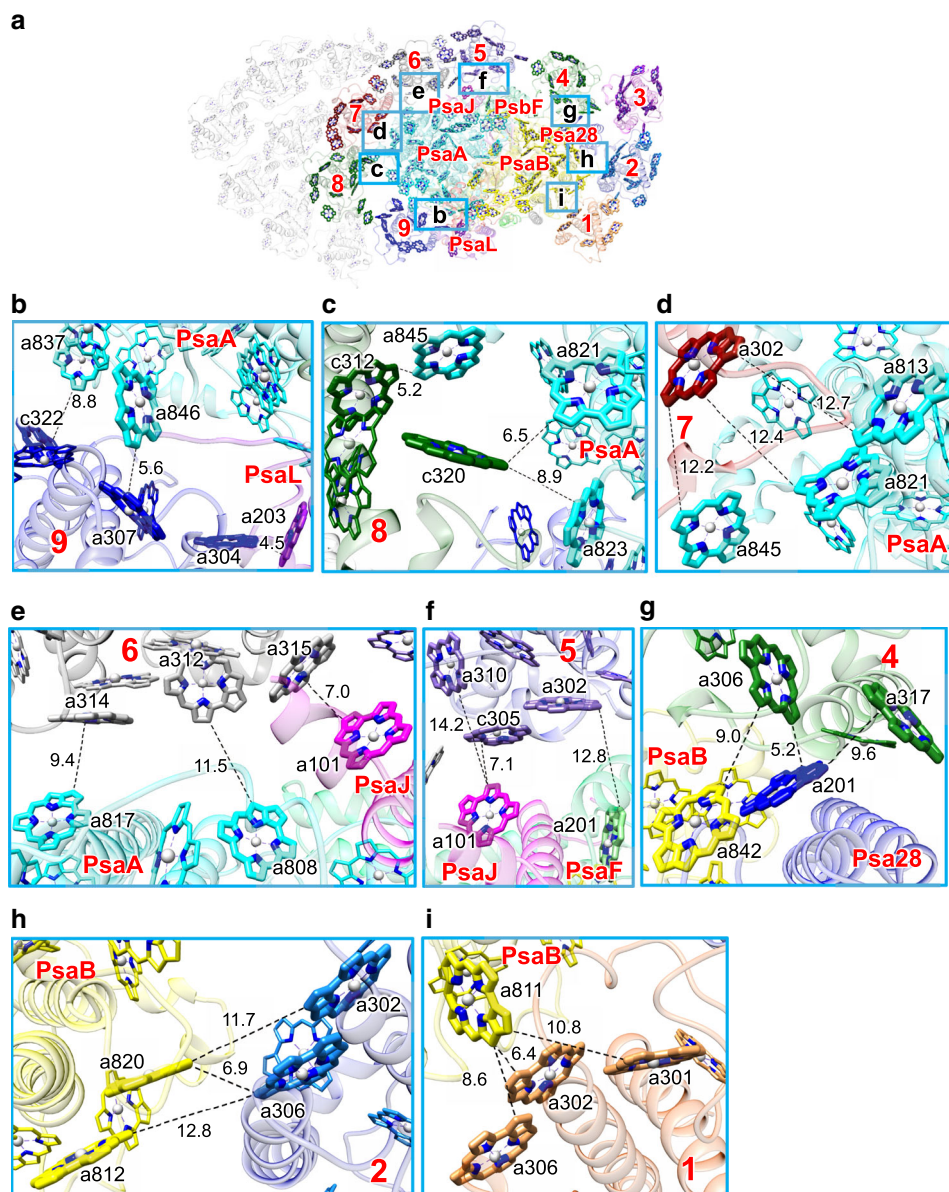 a
5
6
4
e
f
3
7
PsaJ
PsbF
g
d
Psa28
PsaA
PsaB
h
2
c
8
i
b
9
1
PsaL
b
c
d
a837
PsaA
8.8
c322
a846
5.6
PsaL
9
a307
a203
a304
4.5
a845
c312
5.2
a821
6.5
PsaA
c320
8.9
8
a823
a302
a813
12.7
7
12.4
12.2
a821
a845
PsaA
e
f
g
6
a315
a312
a314
7.0
9.4
11.5
a101
PsaJ
a817
PsaA
a808
5
a310
a302
14.2
c305
7.1
12.8
a101
a201
PsaJ
PsaF
a306
4
a317
9.0
5.2
9.6
PsaB
a201
a842
Psa28
h
i
PsaB
a302
11.7
a820
6.9
a306
12.8
a812
2
PsaB
a811
10.8
6.4
8.6
a301
a302
a306
1